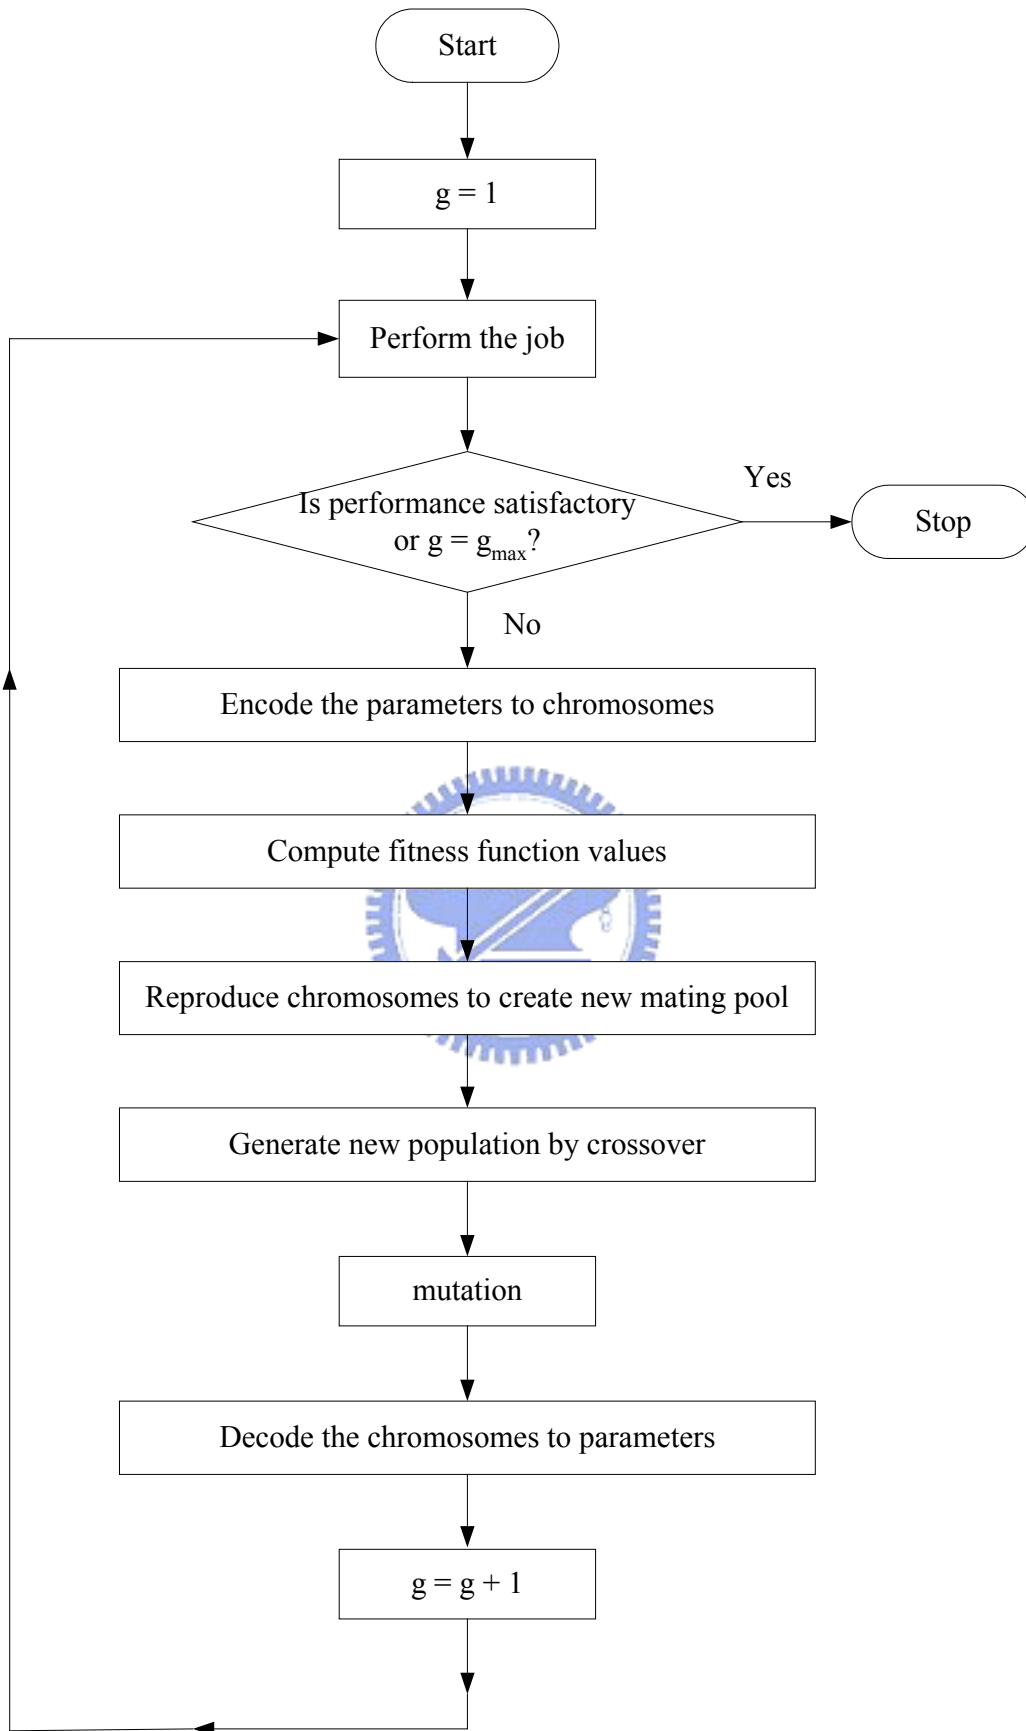 Start
g = 1
Perform the job
Is performance satisfactory
or g = gmax?
Yes
Stop
No
Encode the parameters to chromosomes
Compute fitness function values
Reproduce chromosomes to create new mating pool
Generate new population by crossover
mutation
Decode the chromosomes to parameters
g = g + 1